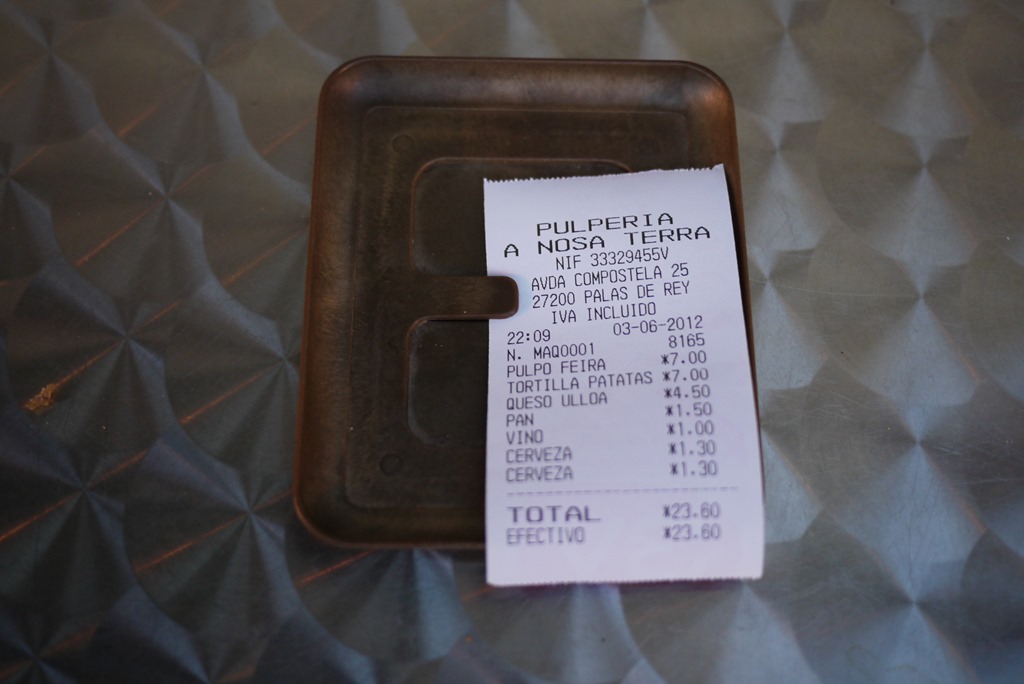 PULPERIA
A NOSA TERRA
NIF 33329455V
AVDA COMPOSTELA 25
27200 PALAS DE REY
IVA INCLUIDO
22:09 03-06-2012
N. MAQ0001 8165
PULPO FEIRA *7.00
TORTILLA PATATAS *7.00
QUESO ULLOA *4.50
PAN *1.50
VINO *1.00
CERVEZA *1.30
CERVEZA *1.30
TOTAL *23.60
EFECTIVO *23.60